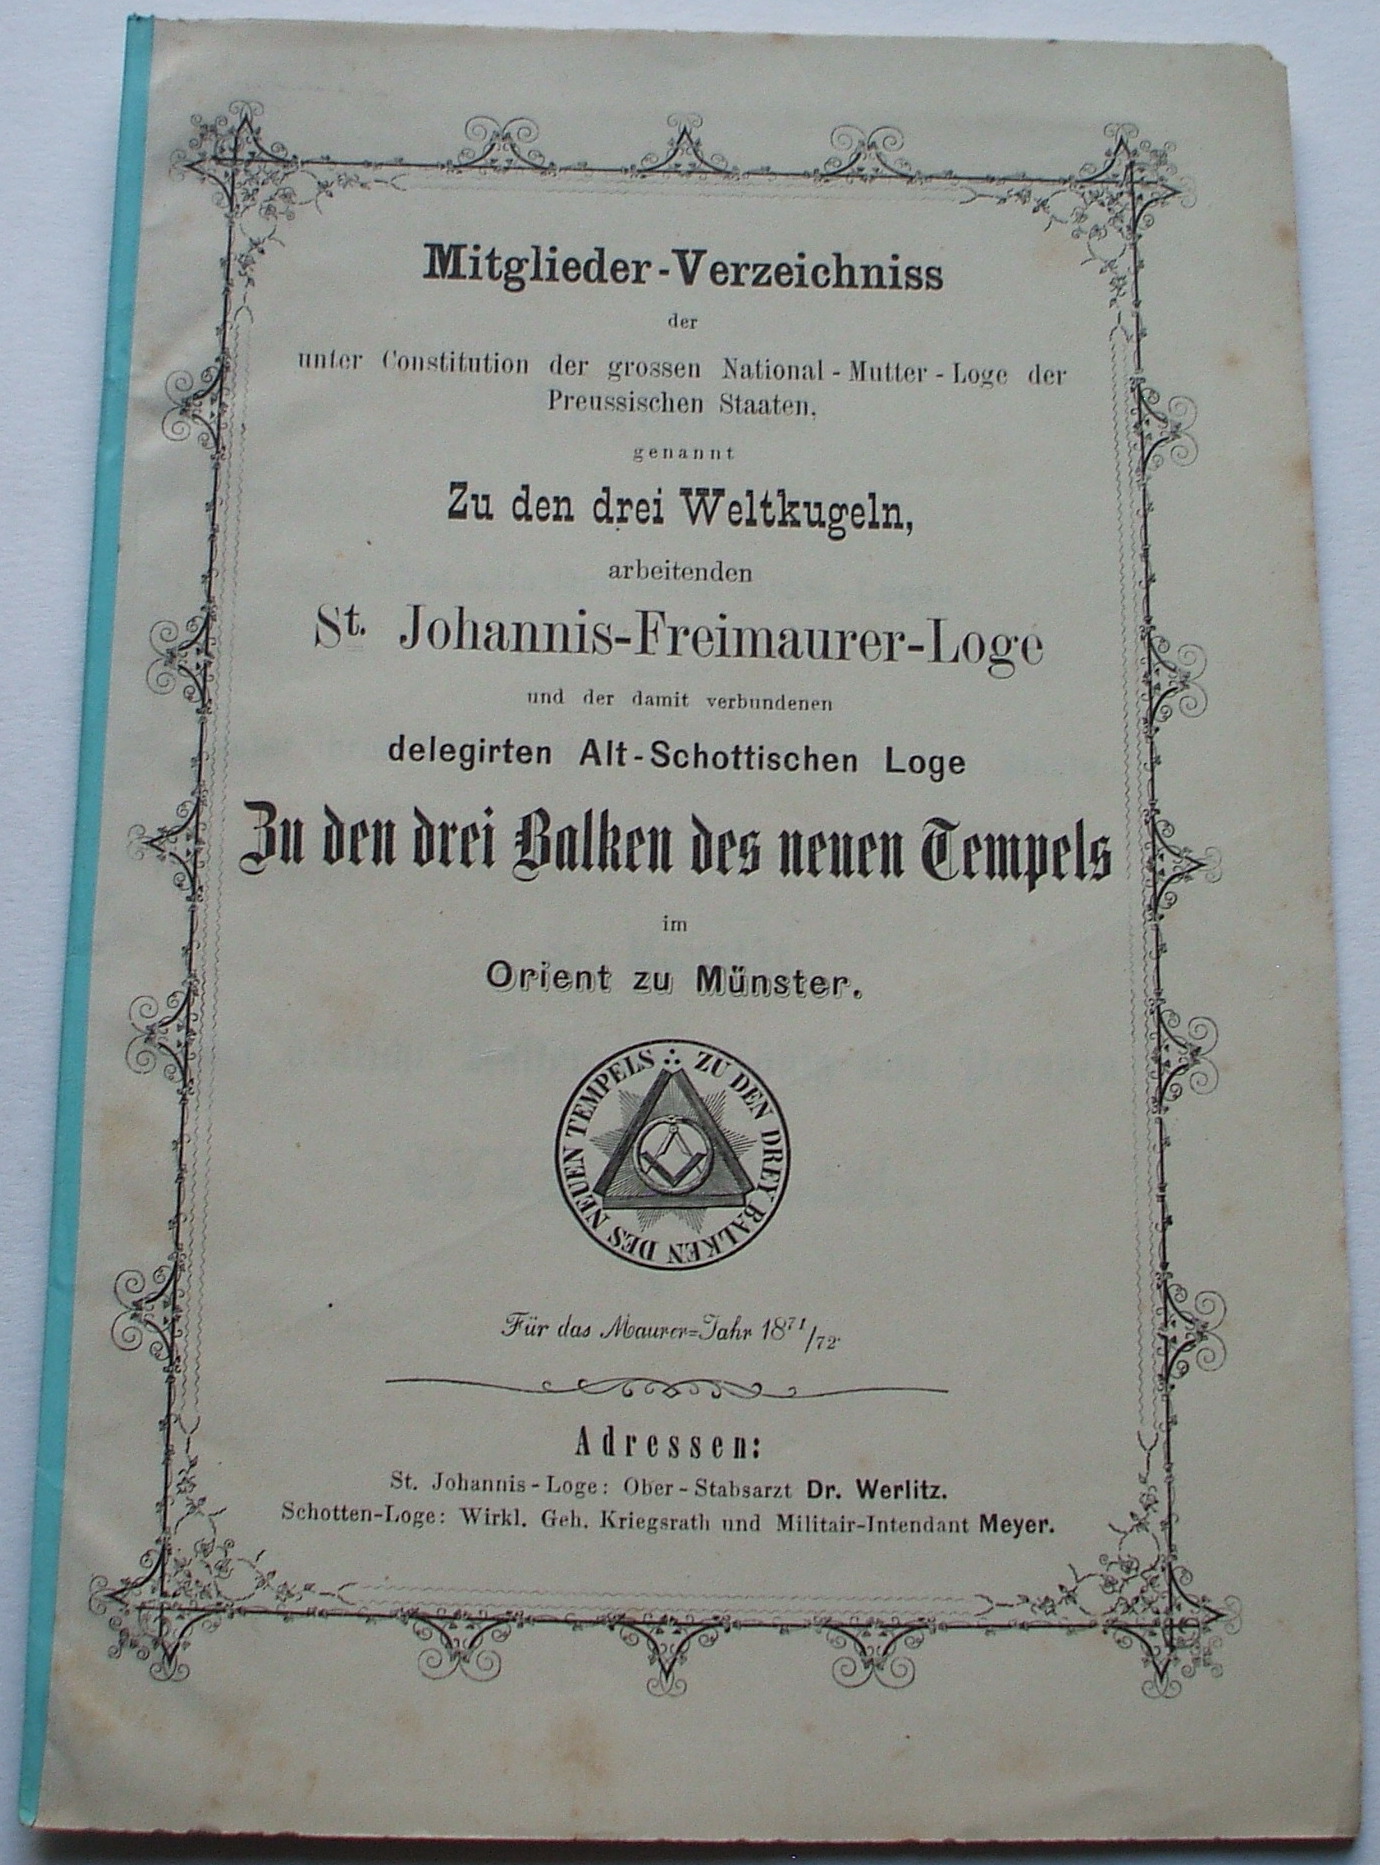 Mitglieder-Verzeichniss
der
unter Constitution der grossen National-Mutter-Loge der
Preussischen Staaten,
genannt
Zu den drei Weltkugeln,
arbeitenden
St. Johannis-Freimaurer-Loge
und der damit verbundenen
delegirten Alt-Schottischen Loge
Zu den drei Balken des neuen Tempels
im
Orient zu Münster.
ZU DEN DREY BALKEN DES NEUEN TEMPELS
Für das Maurer=Jahr 1871/72.
Adressen:
St. Johannis-Loge: Ober-Stabsarzt Dr. Werlitz.
Schotten-Loge: Wirkl. Geh. Kriegsrath und Militair-Intendant Meyer.